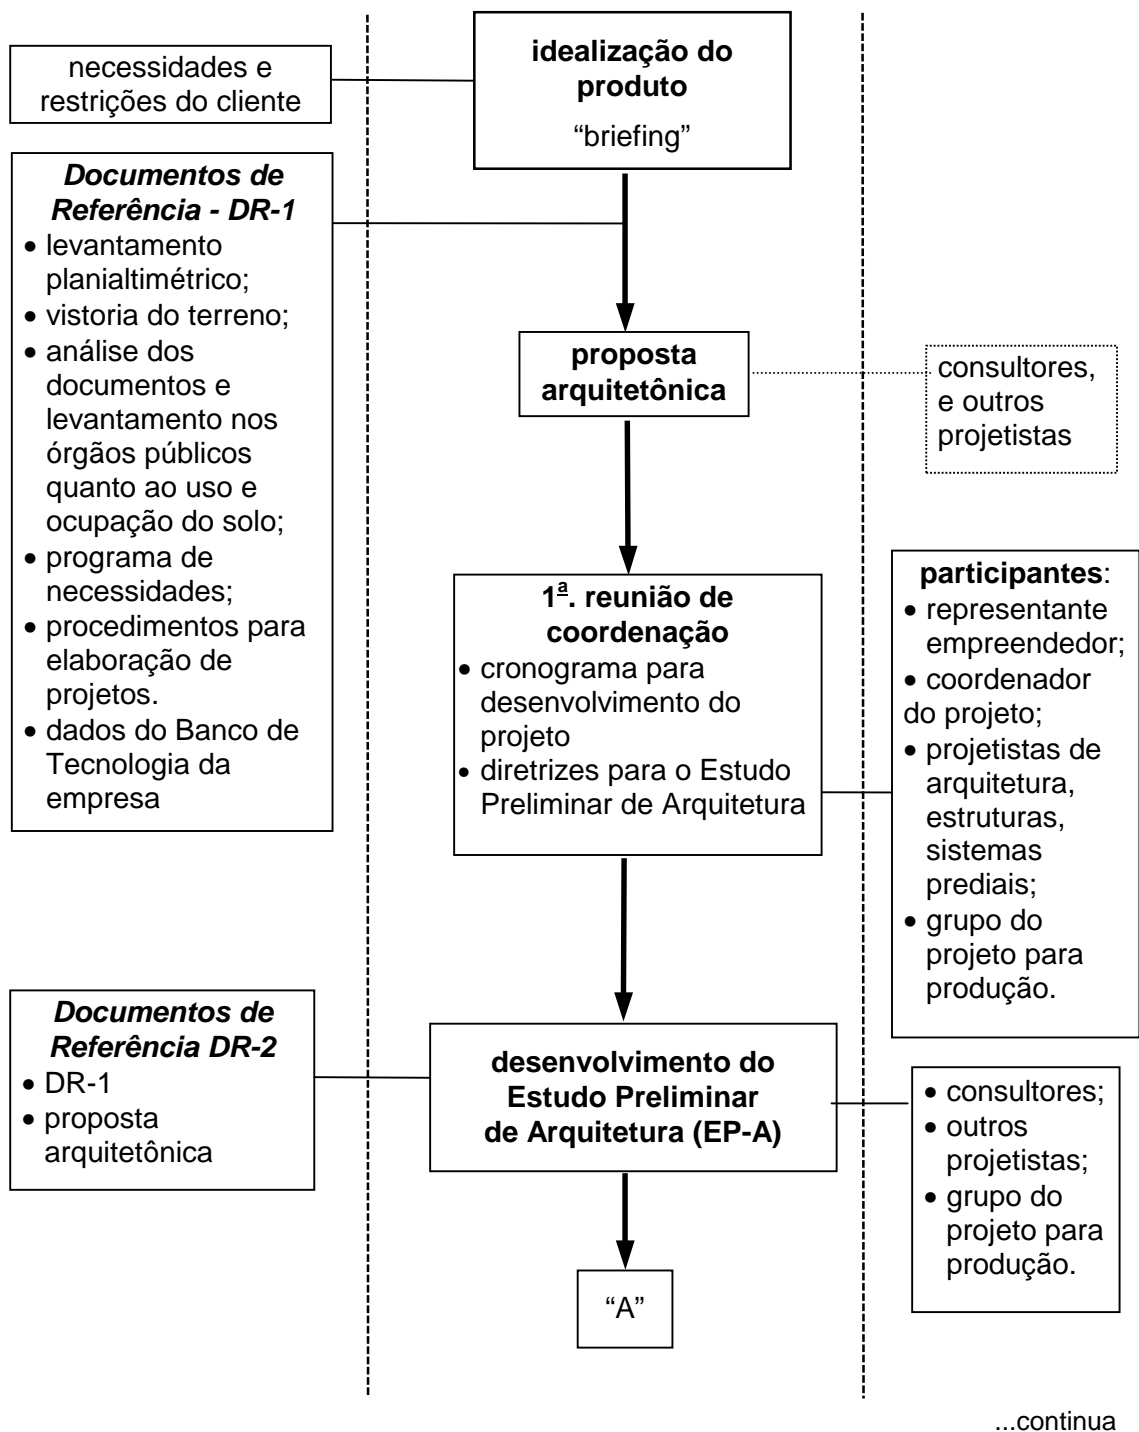 necessidades e
restrições do cliente
idealização do
produto
“briefing”
Documentos de
Referência - DR-1
• levantamento
planialtimétrico;
• vistoria do terreno;
• análise dos
documentos e
levantamento nos
órgãos públicos
quanto ao uso e
ocupação do solo;
• programa de
necessidades;
• procedimentos para
elaboração de
projetos.
• dados do Banco de
Tecnologia da
empresa
proposta
arquitetônica
consultores,
e outros
projetistas
1ª. reunião de
coordenação
• cronograma para
desenvolvimento do
projeto
• diretrizes para o Estudo
Preliminar de Arquitetura
participantes:
• representante
empreendedor;
• coordenador
do projeto;
• projetistas de
arquitetura,
estruturas,
sistemas
prediais;
• grupo do
projeto para
produção.
Documentos de
Referência DR-2
• DR-1
• proposta
arquitetônica
desenvolvimento do
Estudo Preliminar
de Arquitetura (EP-A)
• consultores;
• outros
projetistas;
• grupo do
projeto para
produção.
“A”
...continua